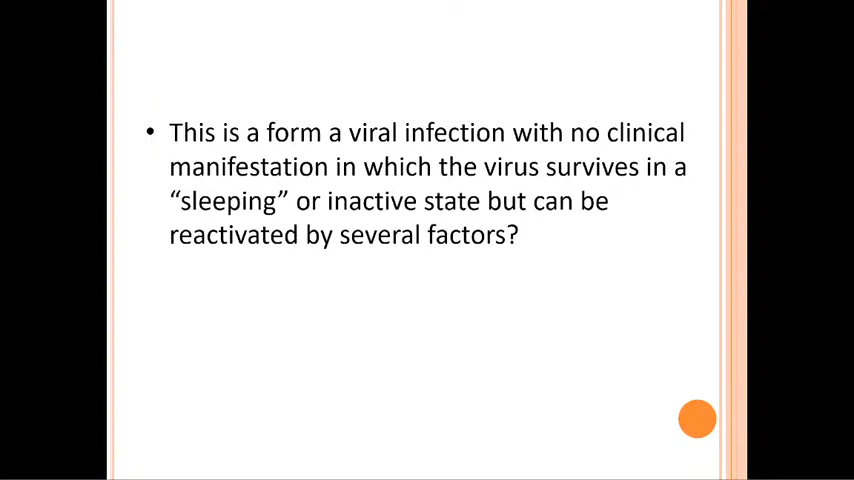 • This is a form a viral infection with no clinical
manifestation in which the virus survives in a
“sleeping” or inactive state but can be
reactivated by several factors?